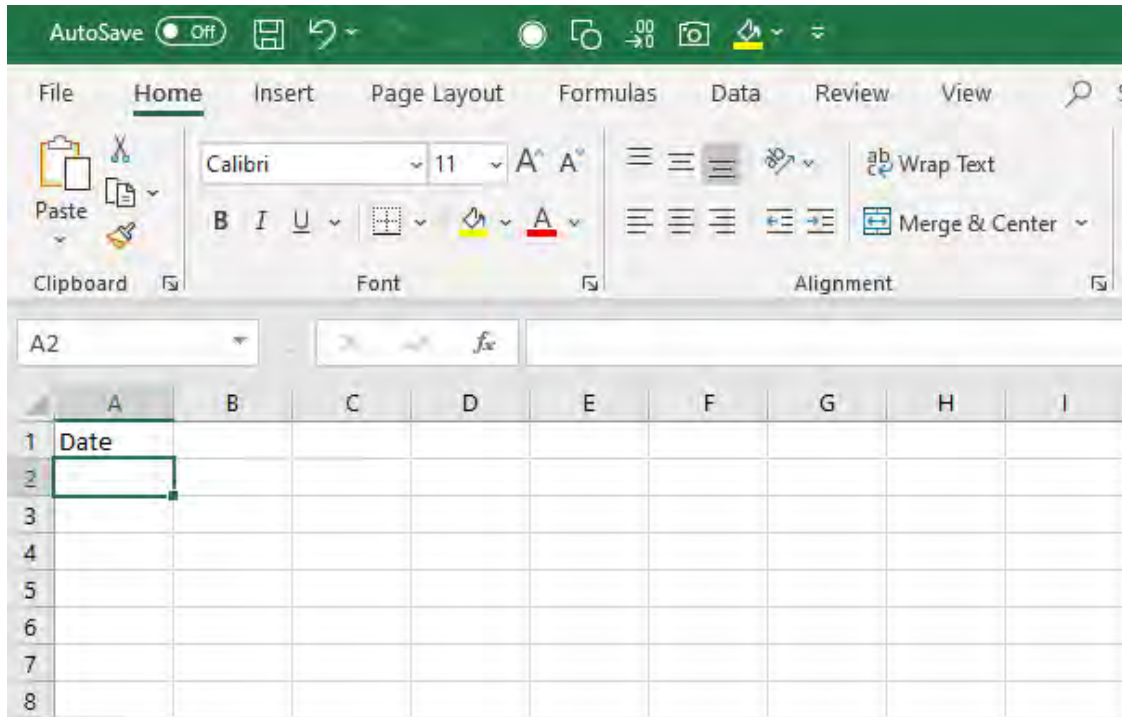 AutoSave Off
File Home Insert Page Layout Formulas Data Review View
Calibri 11 A A ab Wrap Text
Paste B I U A Merge & Center
Clipboard Font Alignment
A2 fx
A B C D E F G H I
1 Date
2
3
4
5
6
7
8